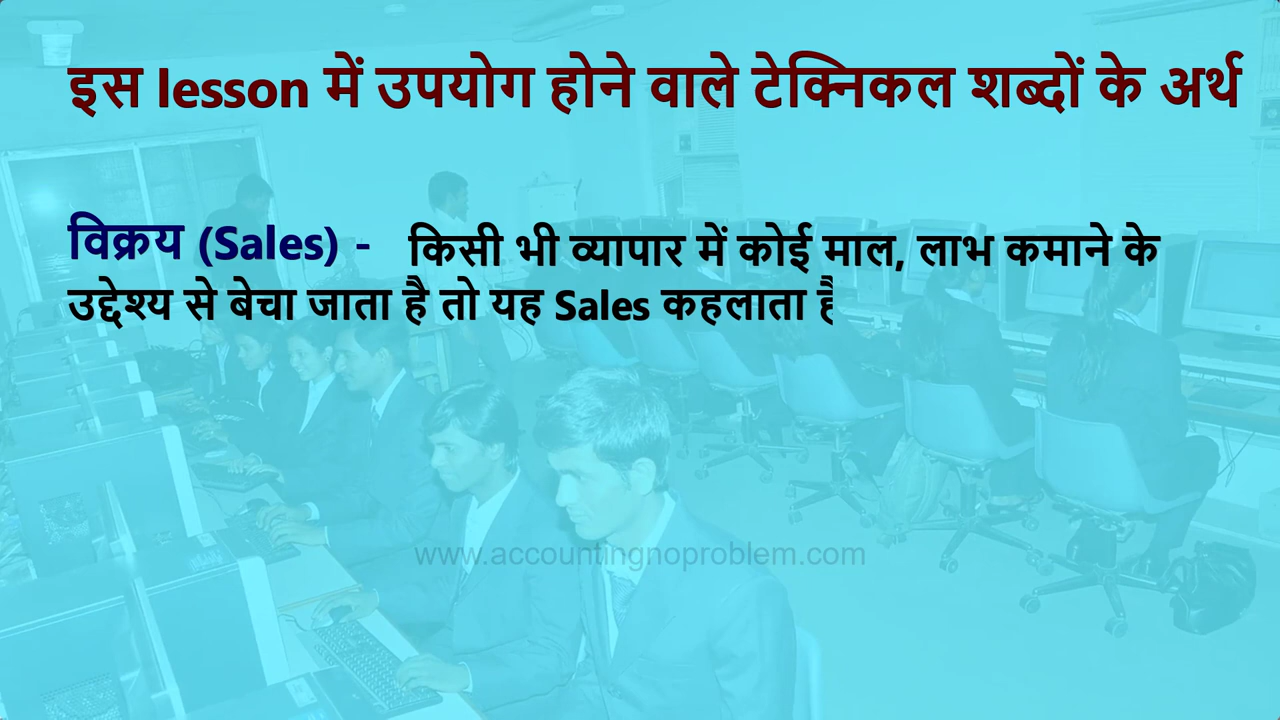 इस lesson में उपयोग होने वाले टेक्निकल शब्दों के अर्थ
विक्रय (Sales) - किसी भी व्यापार में कोई माल, लाभ कमाने के
उद्देश्य से बेचा जाता है तो यह Sales कहलाता है
www.accountingnoproblem.com